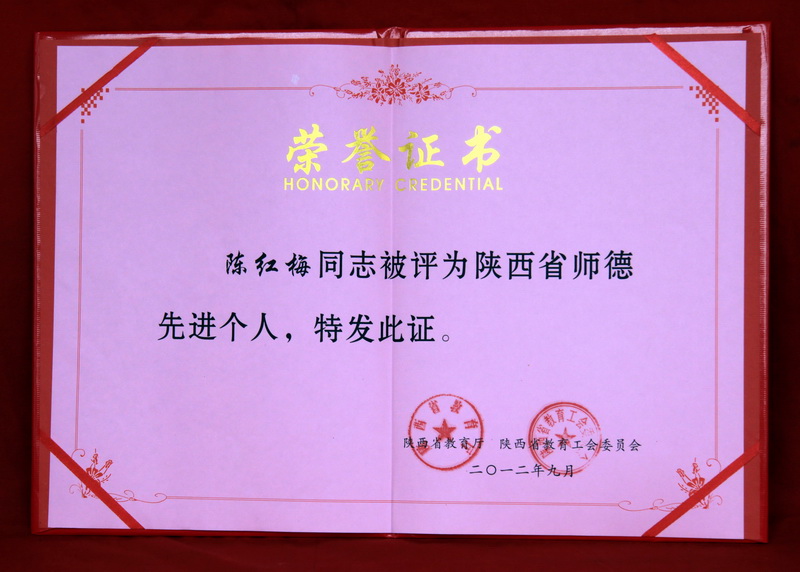 荣誉证书
HONORARY CREDENTIAL
陈红梅同志被评为陕西省师德
先进个人，特发此证。
陕西省教育厅 陕西省教育工会委员会
二〇一二年九月